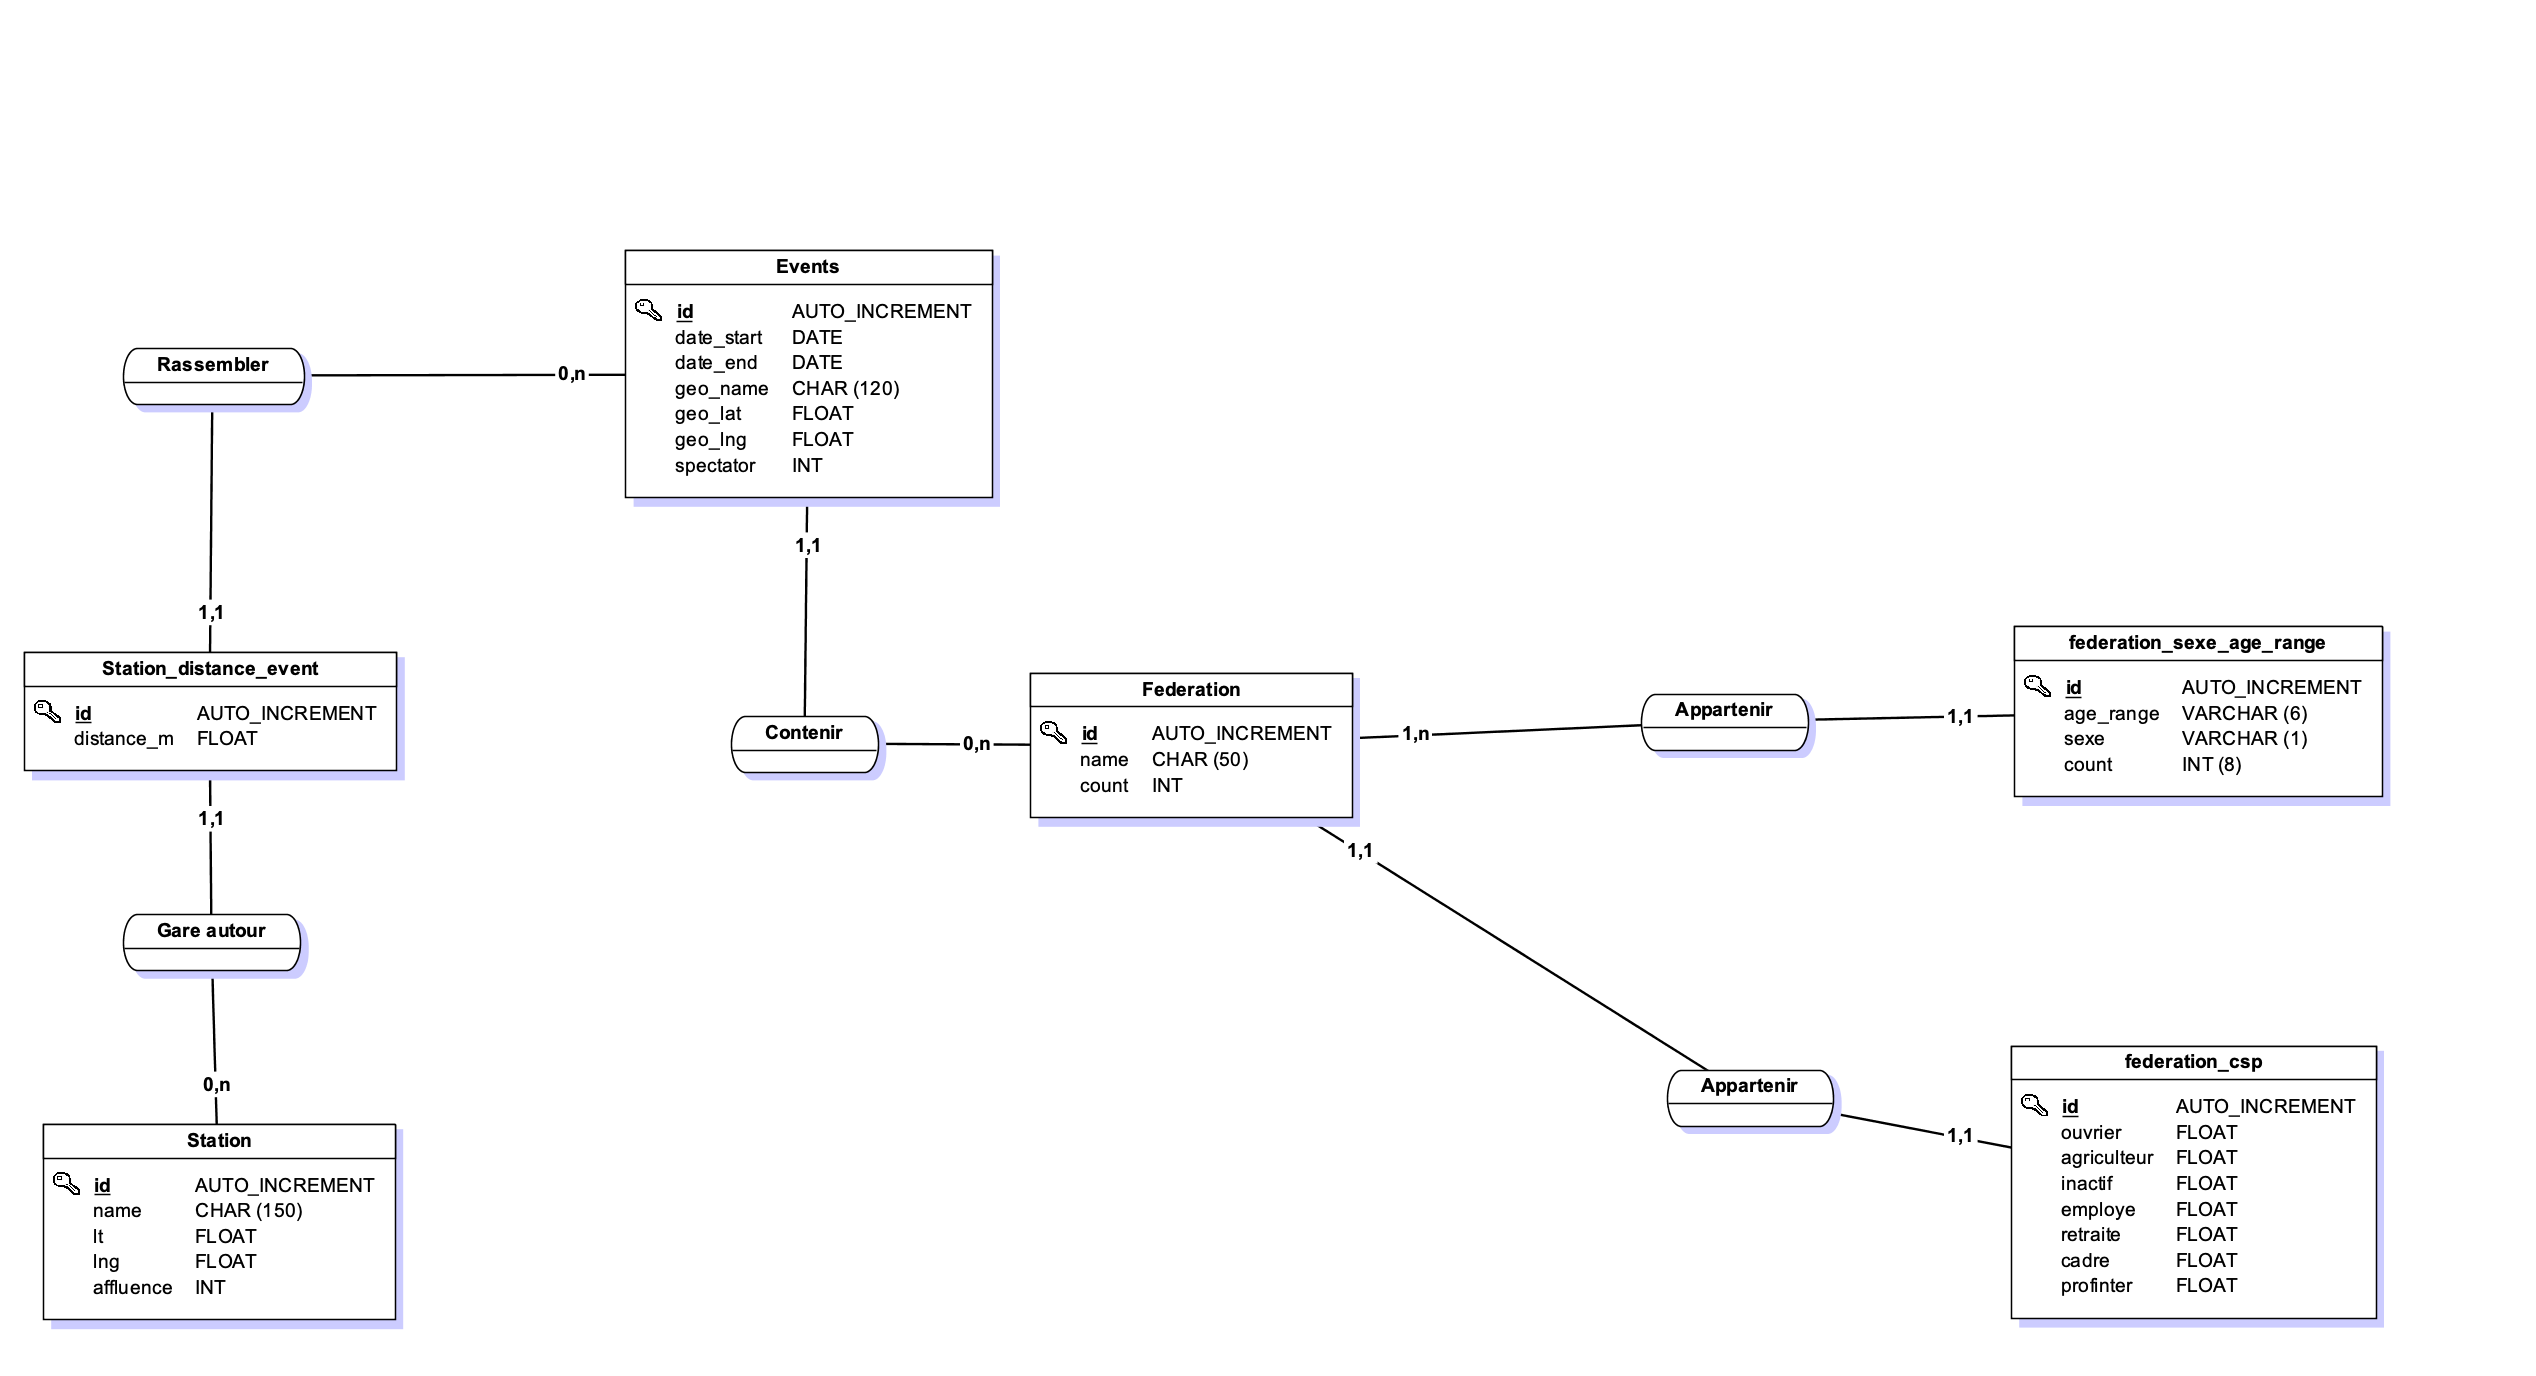 Events
id AUTO_INCREMENT
date_start DATE
date_end DATE
geo_name CHAR (120)
geo_lat FLOAT
geo_lng FLOAT
spectator INT
Rassembler
0,n
1,1
1,1
Station_distance_event
id AUTO_INCREMENT
distance_m FLOAT
1,1
Gare autour
0,n
Station
id AUTO_INCREMENT
name CHAR (150)
lt FLOAT
lng FLOAT
affluence INT
Contenir
0,n
Federation
id AUTO_INCREMENT
name CHAR (50)
count INT
1,n
Appartenir
1,1
federation_sexe_age_range
id AUTO_INCREMENT
age_range VARCHAR (6)
sexe VARCHAR (1)
count INT (8)
1,1
Appartenir
1,1
federation_csp
id AUTO_INCREMENT
ouvrier FLOAT
agriculteur FLOAT
inactif FLOAT
employe FLOAT
retraite FLOAT
cadre FLOAT
profinter FLOAT